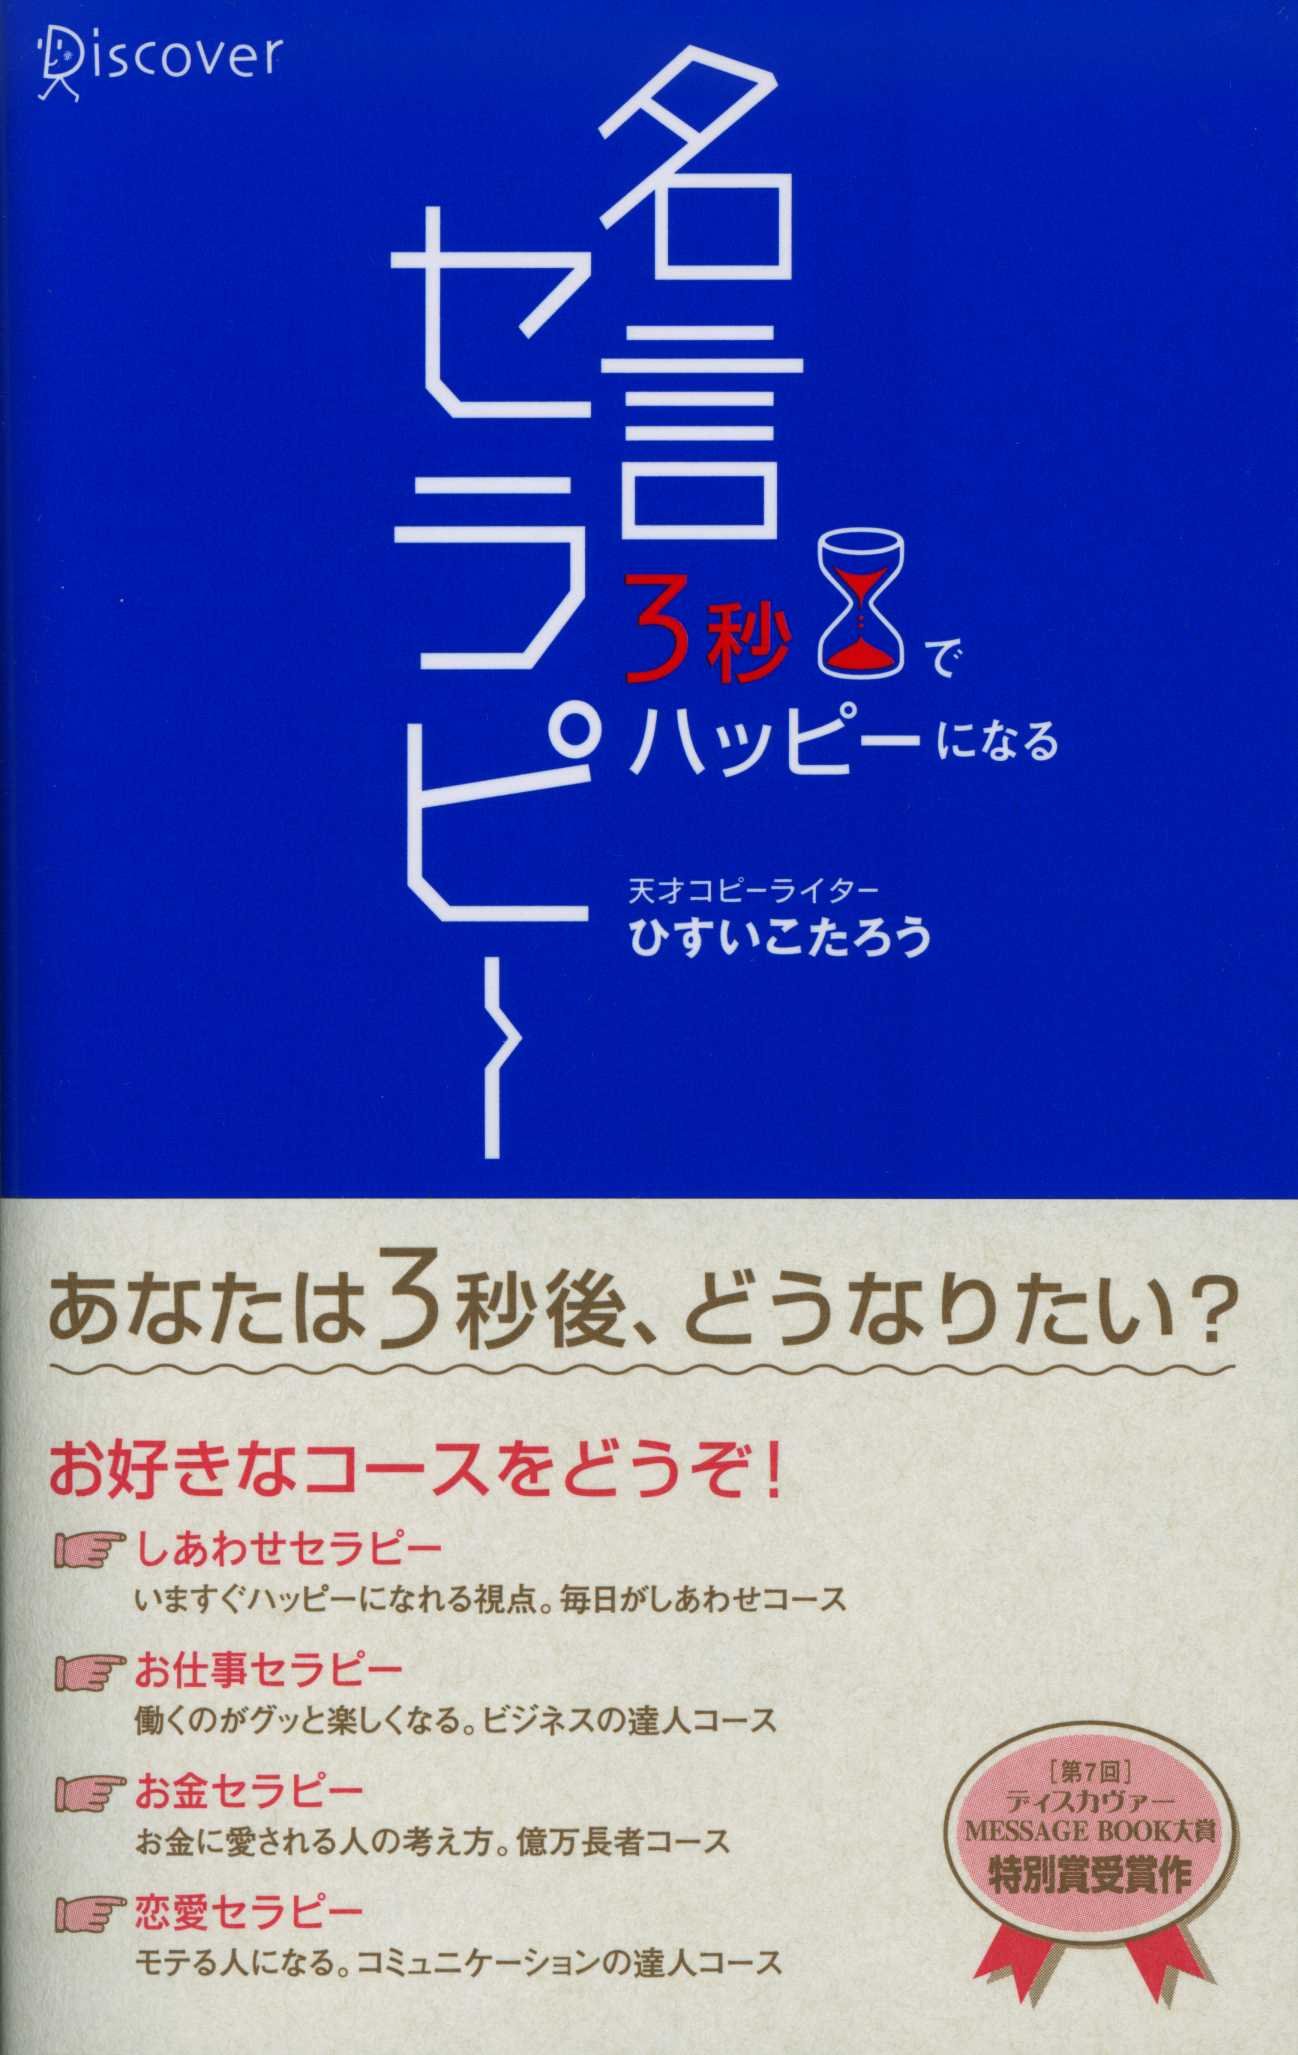 Discover
3秒でハッピーになる
名言セラピー
天才コピーライター
ひすいこたろう
あなたは3秒後、どうなりたい?
お好きなコースをどうぞ!
しあわせセラピー
いますぐハッピーになれる視点。毎日がしあわせコース
お仕事セラピー
働くのがグッと楽しくなる。ビジネスの達人コース
お金セラピー
お金に愛される人の考え方。億万長者コース
恋愛セラピー
モテる人になる。コミュニケーションの達人コース
[第7回]
ディスカヴァー
MESSAGE BOOK大賞
特別賞受賞作